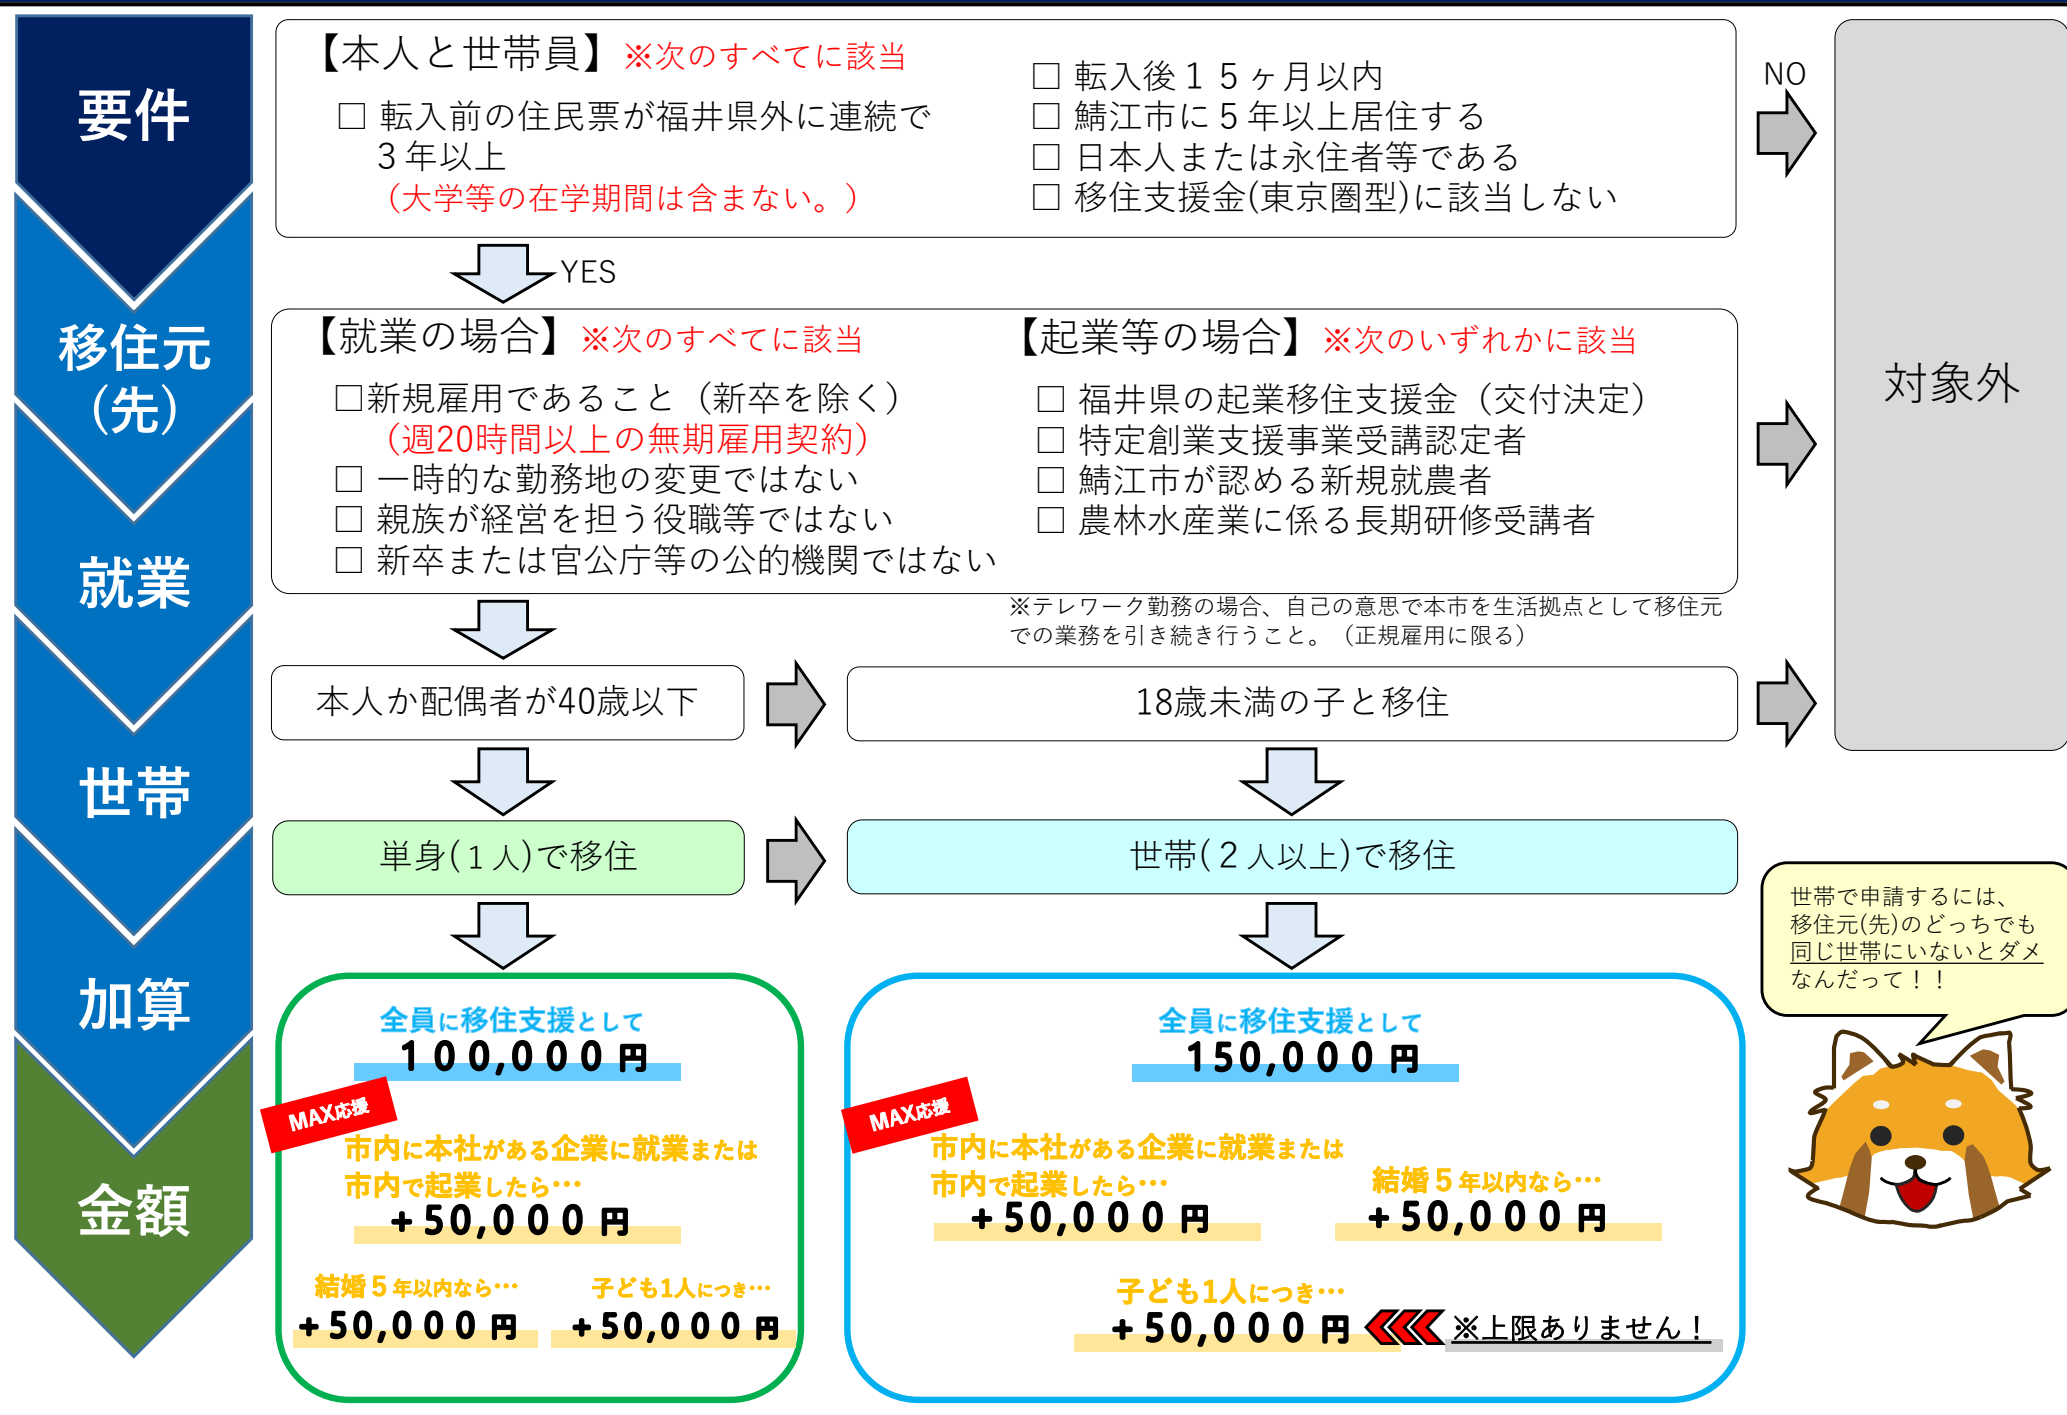 要件
移住元
(先)
就業
世帯
加算
金額
【本人と世帯員】※次のすべてに該当
□ 転入前の住民票が福井県外に連続で
３年以上
（大学等の在学期間は含まない。）
□ 転入後１５ヶ月以内
□ 鯖江市に５年以上居住する
□ 日本人または永住者等である
□ 移住支援金(東京圏型)に該当しない
NO
YES
対象外
【就業の場合】※次のすべてに該当
□新規雇用であること（新卒を除く）
（週20時間以上の無期雇用契約）
□ 一時的な勤務地の変更ではない
□ 親族が経営を担う役職等ではない
□ 新卒または官公庁等の公的機関ではない
【起業等の場合】※次のいずれかに該当
□ 福井県の起業移住支援金（交付決定）
□ 特定創業支援事業受講認定者
□ 鯖江市が認める新規就農者
□ 農林水産業に係る長期研修受講者
※テレワーク勤務の場合、自己の意思で本市を生活拠点として移住元
での業務を引き続き行うこと。（正規雇用に限る）
本人か配偶者が40歳以下
18歳未満の子と移住
単身(１人)で移住
世帯(２人以上)で移住
世帯で申請するには、
移住元(先)のどっちでも
同じ世帯にいないとダメ
なんだって！！
全員に移住支援として
１００,０００円
MAX応援
市内に本社がある企業に就業または
市内で起業したら…
+50,０００円
結婚５年以内なら…
+50,０００円
子ども1人につき…
+50,０００円
全員に移住支援として
150,０００円
MAX応援
市内に本社がある企業に就業または
市内で起業したら…
+50,０００円
結婚５年以内なら…
+50,０００円
子ども1人につき…
+50,０００円
※上限ありません！